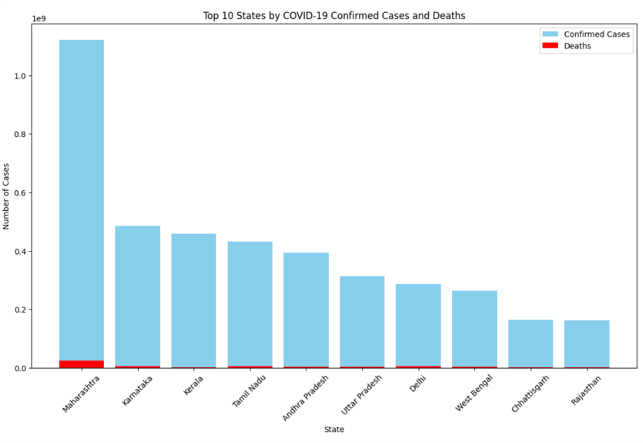 Top 10 States by COVID-19 Confirmed Cases and Deaths
1e9
Confirmed Cases
Deaths
1.0
0.8
0.6
0.4
0.2
0.0
Number of Cases
Maharashtra
Karnataka
Kerala
Tamil Nadu
Andhra Pradesh
Uttar Pradesh
Delhi
West Bengal
Chhattisgarh
Rajasthan
State